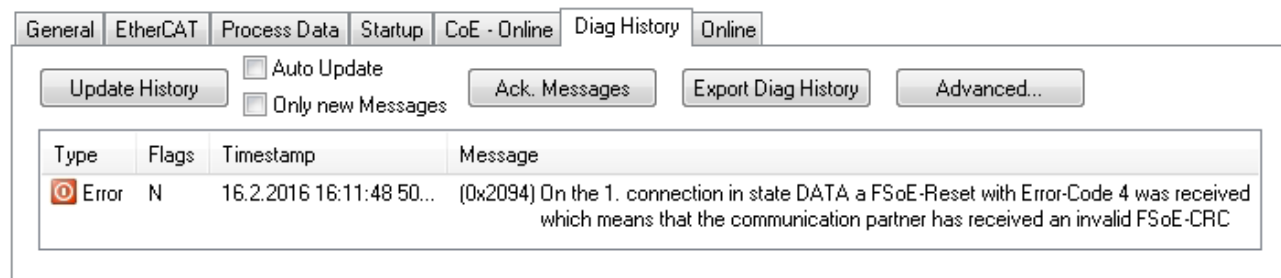 General EtherCAT Process Data Startup CoE - Online Diag History Online
Update History Auto Update Only new Messages Ack. Messages Export Diag History Advanced...
Type Flags Timestamp Message
Error N 16.2.2016 16:11:48 50... (0x2094) On the 1. connection in state DATA a FSoE-Reset with Error-Code 4 was received
which means that the communication partner has received an invalid FSoE-CRC